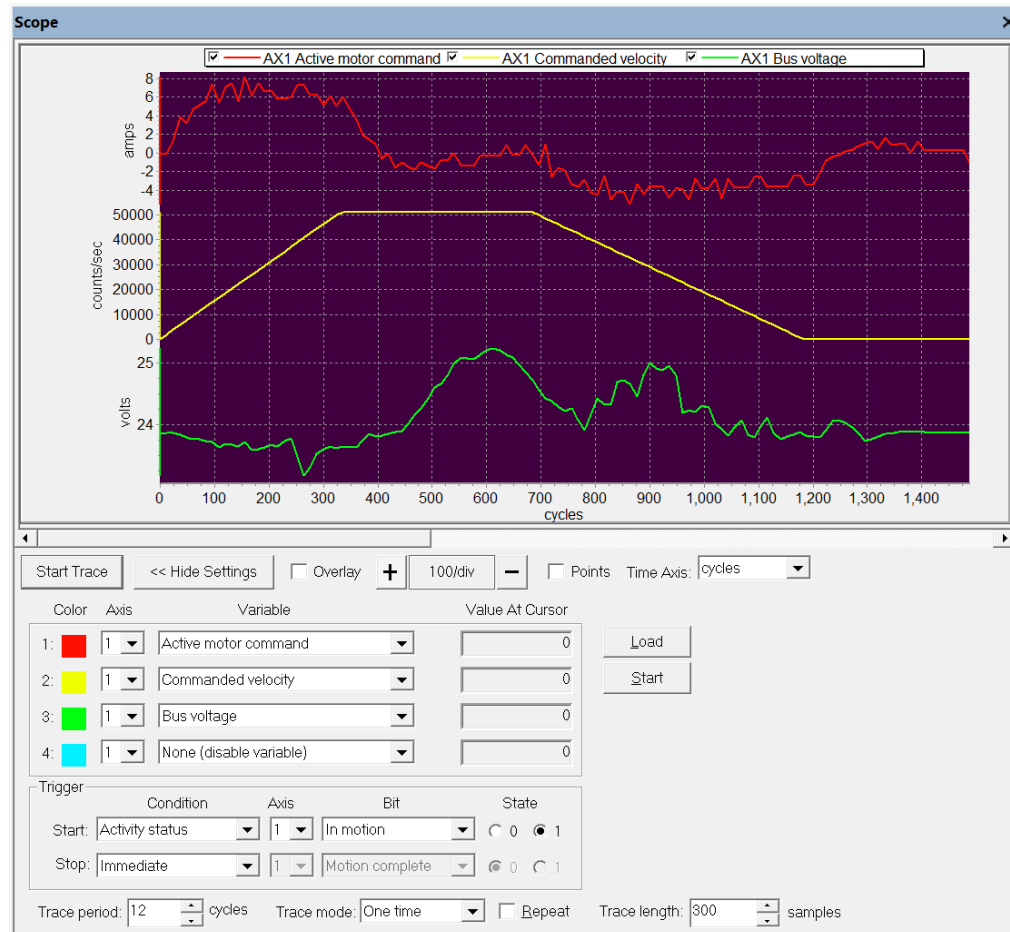 Scope
AX1 Active motor command AX1 Commanded velocity AX1 Bus voltage
8
6
4
2
0
-2
-4
amps
50000
40000
30000
20000
10000
0
counts/sec
25
24
volts
0 100 200 300 400 500 600 700 800 900 1,000 1,100 1,200 1,300 1,400
cycles
Start Trace << Hide Settings Overlay + 100/div − Points Time Axis: cycles
Color Axis Variable Value At Cursor
1: 1 Active motor command 0 Load
2: 1 Commanded velocity 0 Start
3: 1 Bus voltage 0
4: 1 None (disable variable) 0
Trigger
Condition Axis Bit State
Start: Activity status 1 In motion 0 1
Stop: Immediate 1 Motion complete 0 1
Trace period: 12 cycles Trace mode: One time Repeat Trace length: 300 samples